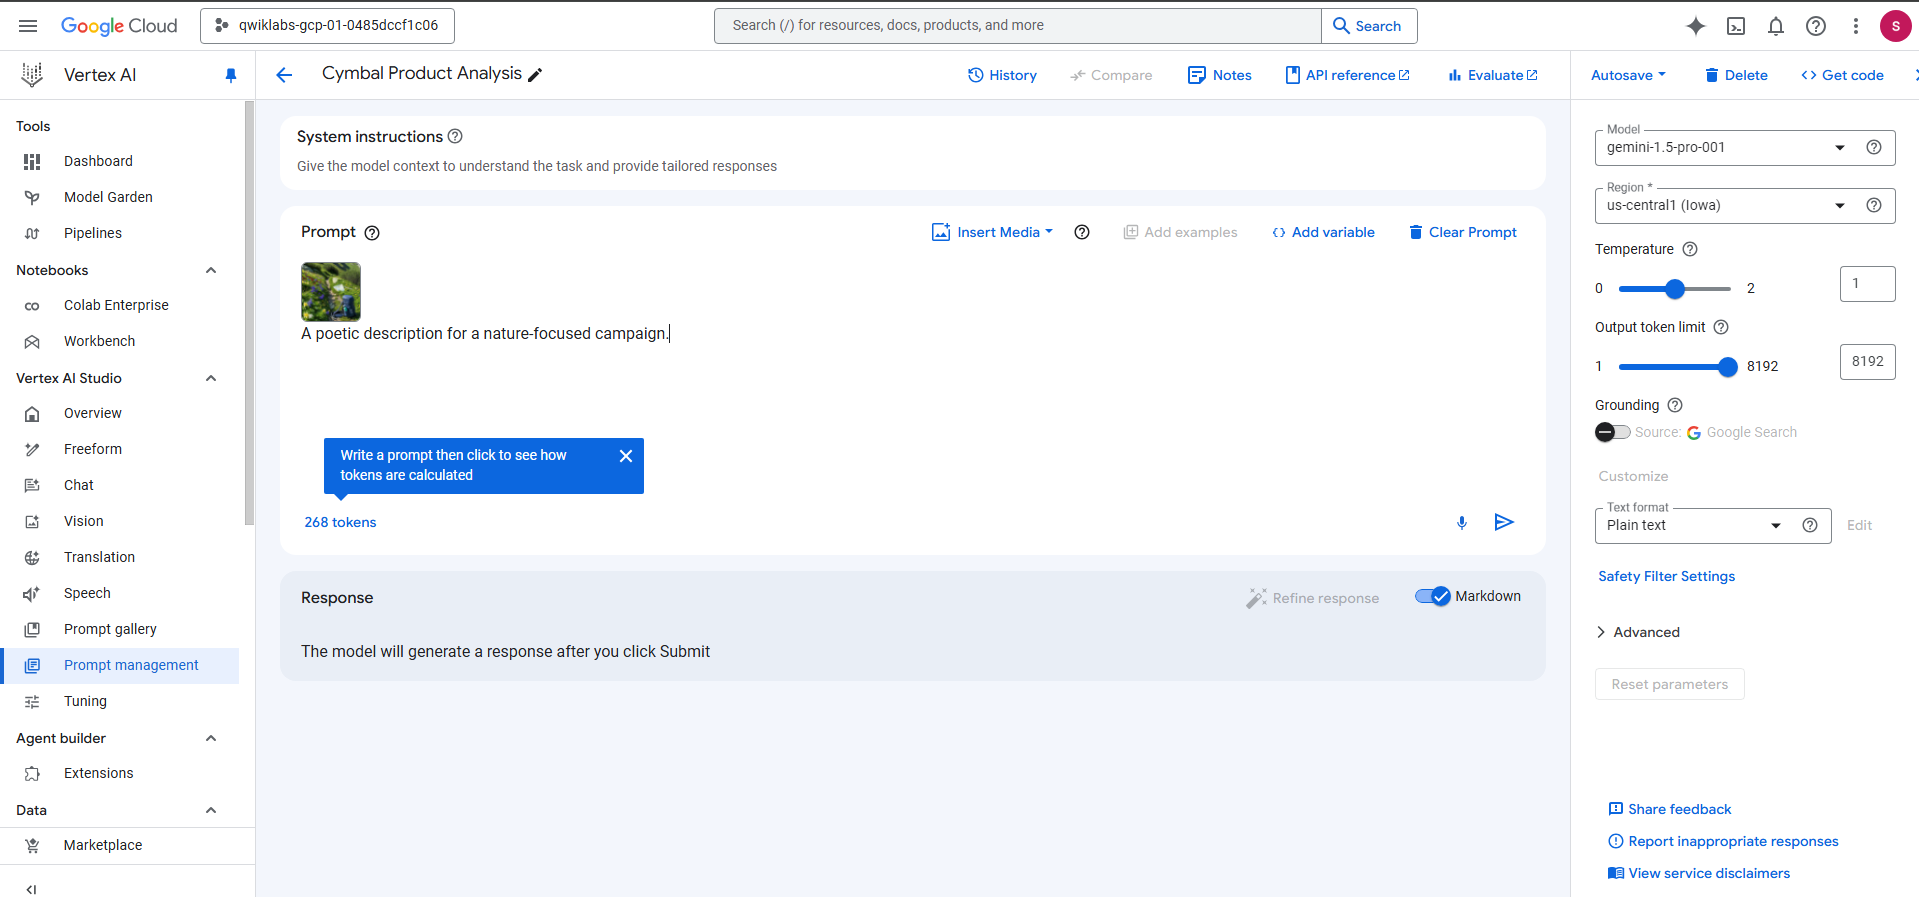 Google Cloud
qwiklabs-gcp-01-0485dccf1c06
Search (/) for resources, docs, products, and more
Search
S
Vertex AI
Cymbal Product Analysis
History
Compare
Notes
API reference
Evaluate
Autosave
Delete
Get code
Tools
Dashboard
Model Garden
Pipelines
Notebooks
Colab Enterprise
Workbench
Vertex AI Studio
Overview
Freeform
Chat
Vision
Translation
Speech
Prompt gallery
Prompt management
Tuning
Agent builder
Extensions
Data
Marketplace
System instructions
Give the model context to understand the task and provide tailored responses
Prompt
Insert Media
Add examples
Add variable
Clear Prompt
A poetic description for a nature-focused campaign.
Write a prompt then click to see how
tokens are calculated
268 tokens
Response
Refine response
Markdown
The model will generate a response after you click Submit
Model
gemini-1.5-pro-001
Region *
us-central1 (Iowa)
Temperature
0
2
1
Output token limit
1
8192
8192
Grounding
Source: Google Search
Customize
Text format
Plain text
Edit
Safety Filter Settings
Advanced
Reset parameters
Share feedback
Report inappropriate responses
View service disclaimers